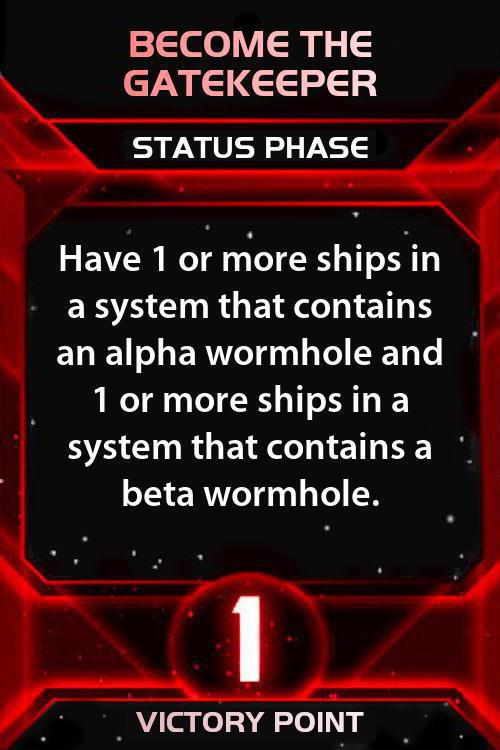 BECOME THE
GATEKEEPER
STATUS PHASE
Have 1 or more ships in
a system that contains
an alpha wormhole and
1 or more ships in a
system that contains a
beta wormhole.
1
VICTORY POINT